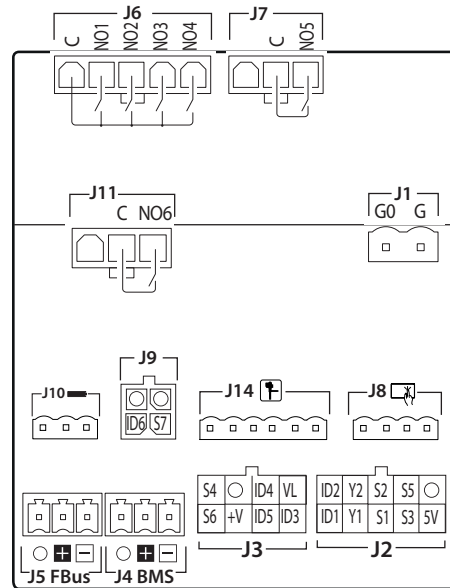 J6 J7
C NO1 NO2 NO3 NO4 C NO5
J11 J1
C NO6 G0 G
J9
J10 J14 J8
ID6 S7
S4 ID4 VL ID2 Y2 S2 S5
S6 +V ID5 ID3 ID1 Y1 S1 S3 5V
J3 J2
J5 FBus J4 BMS